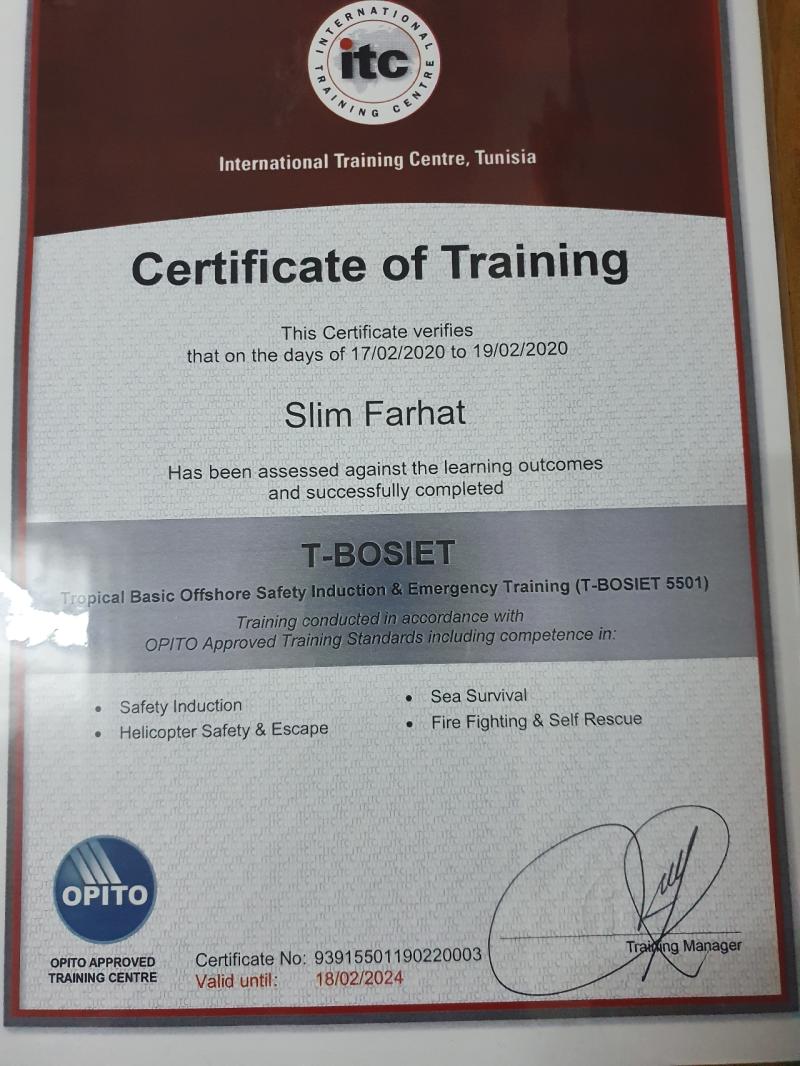 INTERNATIONAL TRAINING CENTRE
itc
International Training Centre, Tunisia
Certificate of Training
This Certificate verifies
that on the days of 17/02/2020 to 19/02/2020
Slim Farhat
Has been assessed against the learning outcomes
and successfully completed
T-BOSIET
Tropical Basic Offshore Safety Induction & Emergency Training (T-BOSIET 5501)
Training conducted in accordance with
OPITO Approved Training Standards including competence in:
• Safety Induction
• Helicopter Safety & Escape
• Sea Survival
• Fire Fighting & Self Rescue
OPITO
OPITO APPROVED
TRAINING CENTRE
Certificate No: 93915501190220003
Valid until: 18/02/2024
Training Manager